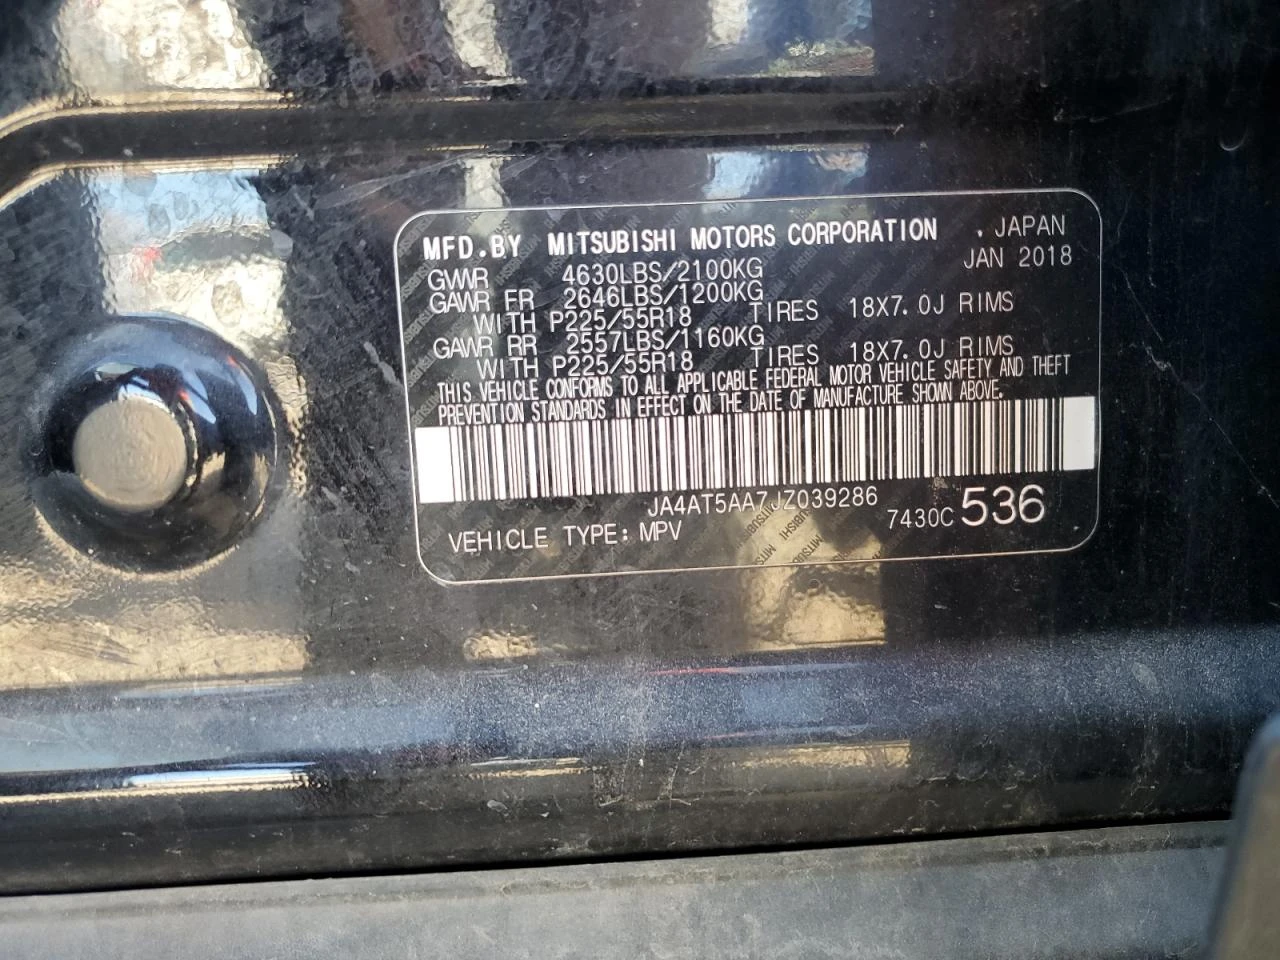 MFD.BY MITSUBISHI MOTORS CORPORATION . JAPAN
JAN 2018
GWWR 4630LBS/2100KG
GAWR FR 2646LBS/1200KG
WITH P225/55R18 TIRES 18X7.0J RIMS
GAWR RR 2557LBS/1160KG
WITH P225/55R18 TIRES 18X7.0J RIMS
THIS VEHICLE CONFORMS TO ALL APPLICABLE FEDERAL MOTOR VEHICLE SAFETY AND THEFT
PREVENTION STANDARDS IN EFFECT ON THE DATE OF MANUFACTURE SHOWN ABOVE.
JA4AT5AA7JZ039286
7430C 536
VEHICLE TYPE: MPV